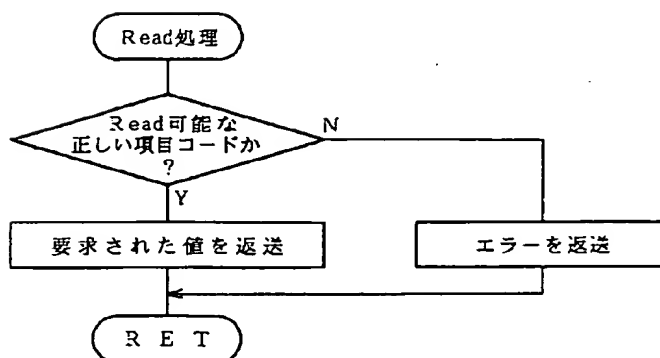 Read処理
Read可能な
正しい項目コードか
?
N
Y
要求された値を返送
エラーを返送
RET